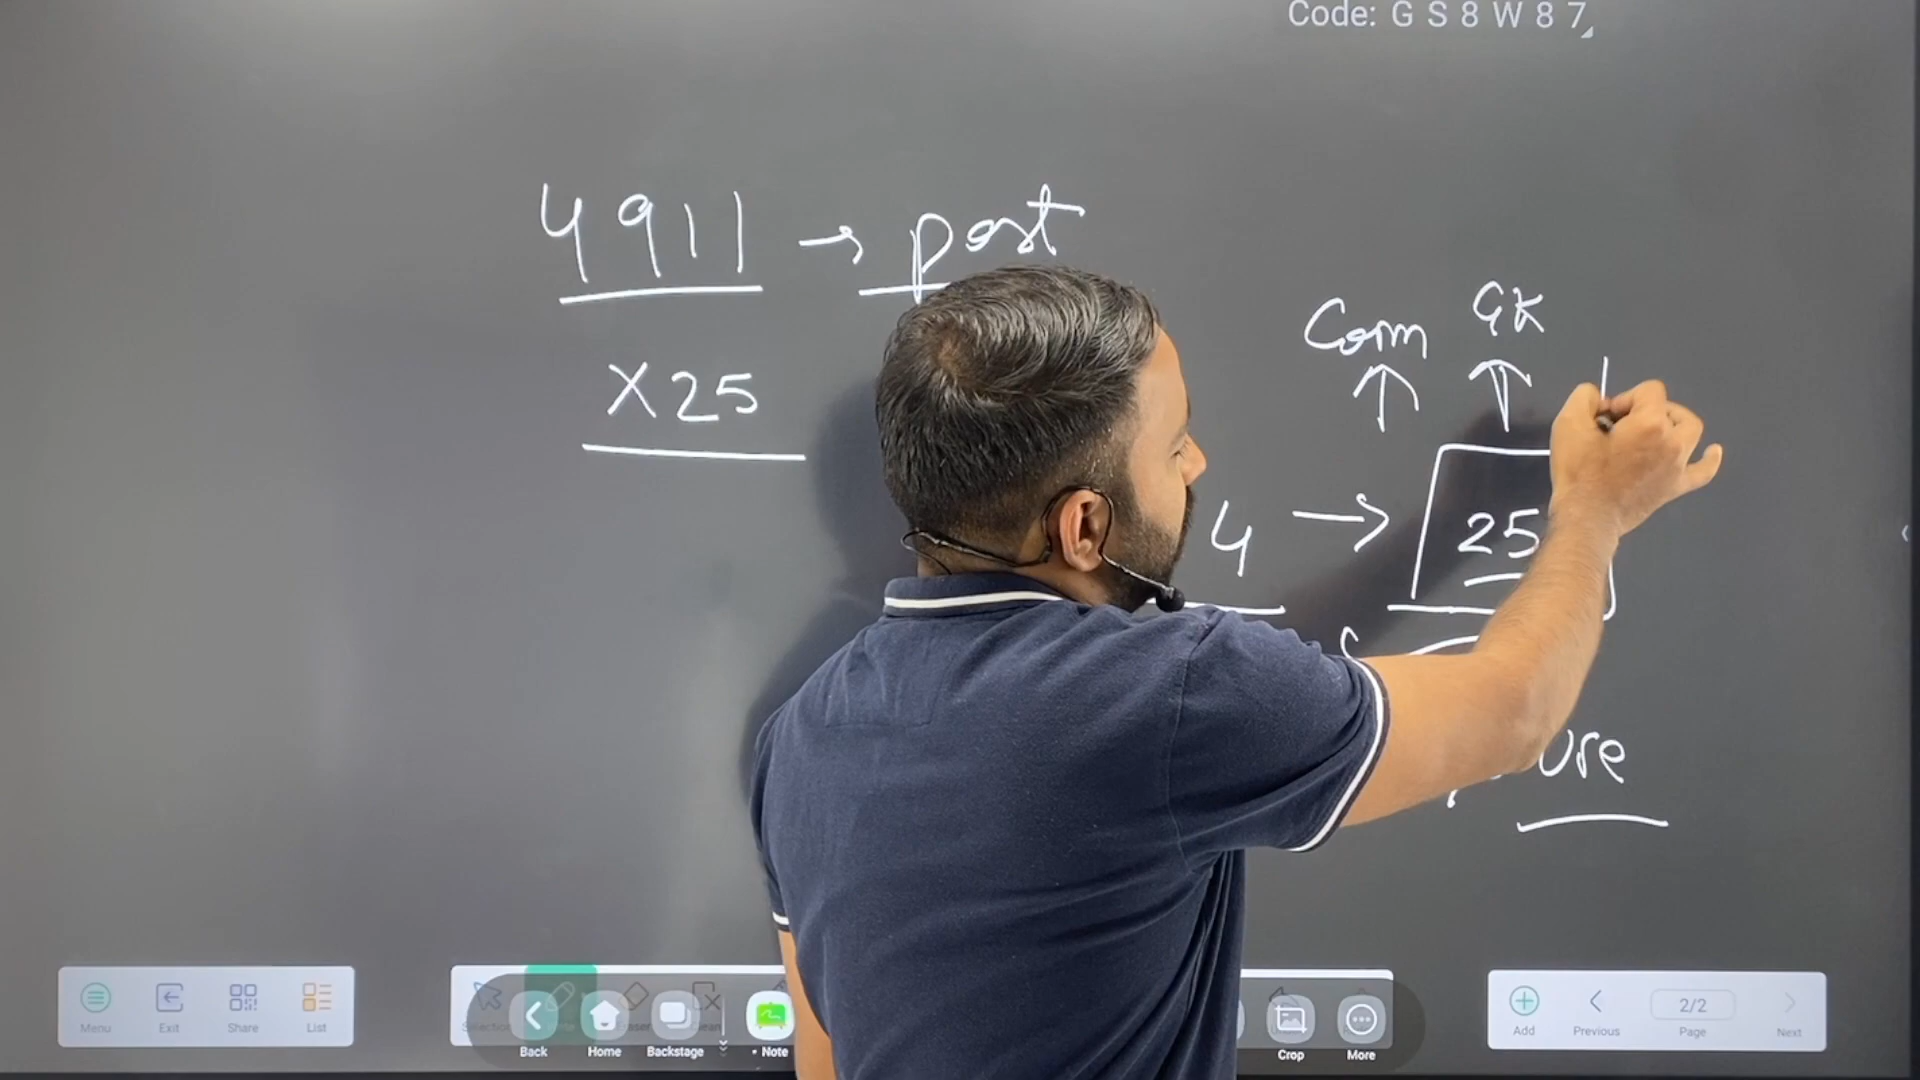 Code: G S 8 W 8 7
4911 → post
Com GK
X25
4 → 25
Menu Exit Share List
Back Home Backstage Note Crop More
Add Previous 2/2 Page Next